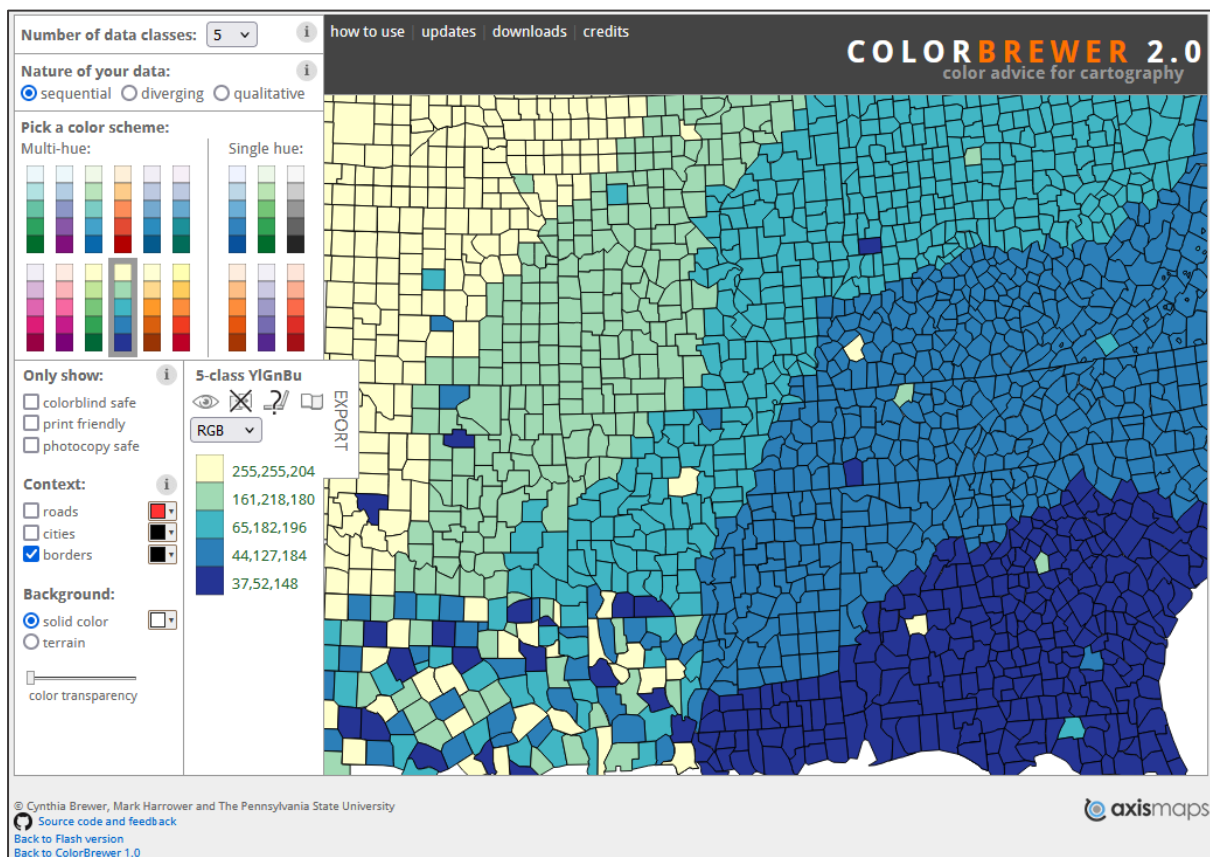 Number of data classes: 5 i
how to use | updates | downloads | credits
COLORBREWER 2.0
color advice for cartography
Nature of your data: i
sequential diverging qualitative
Pick a color scheme:
Multi-hue: Single hue:
Only show: i
colorblind safe
print friendly
photocopy safe
Context: i
roads
cities
borders
Background:
solid color
terrain
color transparency
5-class YlGnBu
EXPORT
RGB
255,255,204
161,218,180
65,182,196
44,127,184
37,52,148
© Cynthia Brewer, Mark Harrower and The Pennsylvania State University
Source code and feedback
Back to Flash version
Back to ColorBrewer 1.0
axismaps